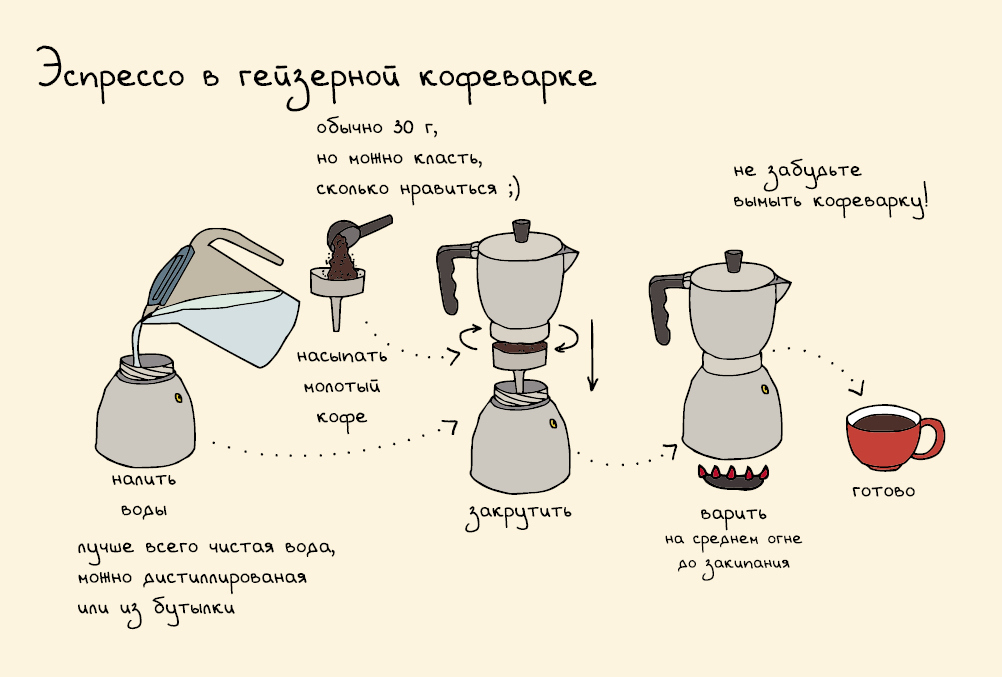 Эспрессо в гейзерной кофеварке
обычно 30 г,
но можно класть,
сколько нравиться ;)
не забудьте
вымыть кофеварку!
насыпать
молотый
кофе
налить
воды
лучше всего чистая вода,
можно дистиллированая
или из бутылки
закрутить
варить
на среднем огне
до закипания
готово